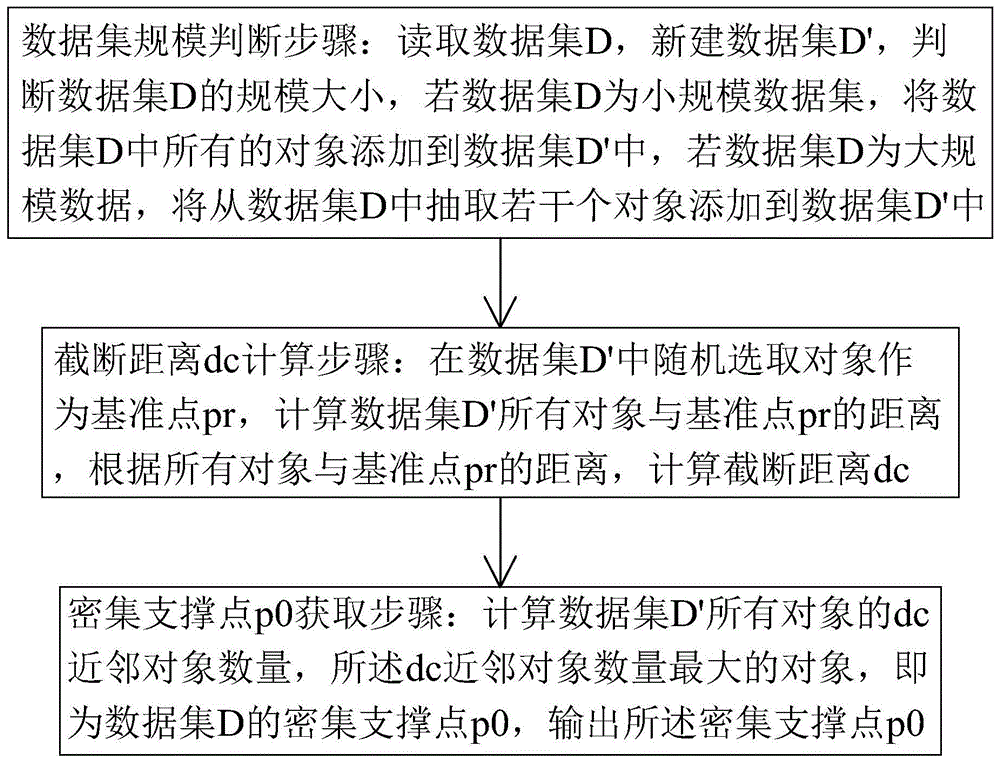 数据集规模判断步骤：读取数据集D，新建数据集D'，判
断数据集D的规模大小，若数据集D为小规模数据集，将数
据集D中所有的对象添加到数据集D'中，若数据集D为大规
模数据，将从数据集D中抽取若干个对象添加到数据集D'中
截断距离dc计算步骤：在数据集D'中随机选取对象作
为基准点pr，计算数据集D'所有对象与基准点pr的距离
，根据所有对象与基准点pr的距离，计算截断距离dc
密集支撑点p0获取步骤：计算数据集D'所有对象的dc
近邻对象数量，所述dc近邻对象数量最大的对象，即
为数据集D的密集支撑点p0，输出所述密集支撑点p0